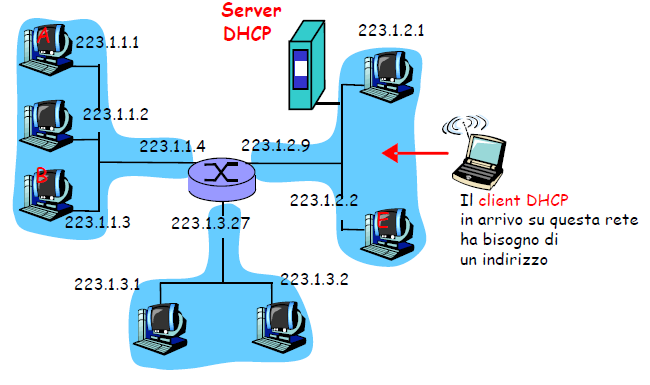 Server
DHCP
A
223.1.1.1
223.1.2.1
223.1.1.2
223.1.1.4
223.1.2.9
B
223.1.2.2
223.1.1.3
223.1.3.27
E
Il client DHCP
in arrivo su questa rete
ha bisogno di
un indirizzo
223.1.3.1
223.1.3.2